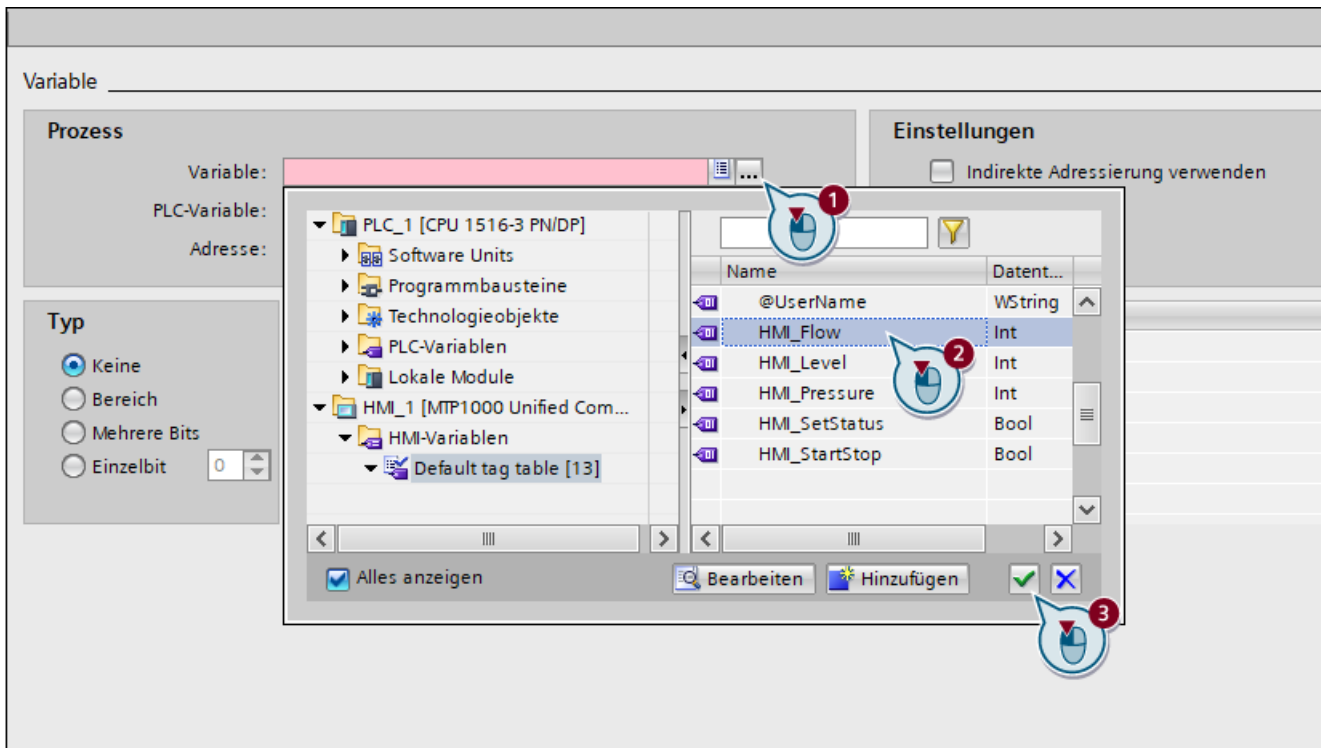 Variable
Prozess
Variable:
...
PLC-Variable:
Adresse:
Einstellungen
Indirekte Adressierung verwenden
1
Typ
Keine
Bereich
Mehrere Bits
Einzelbit 0
PLC_1 [CPU 1516-3 PN/DP]
Software Units
Programmbausteine
Technologieobjekte
PLC-Variablen
Lokale Module
HMI_1 [MTP1000 Unified Com...
HMI-Variablen
Default tag table [13]
Name Datent...
@UserName WString
HMI_Flow Int
2
HMI_Level Int
HMI_Pressure Int
HMI_SetStatus Bool
HMI_StartStop Bool
Alles anzeigen
Bearbeiten
Hinzufügen
3